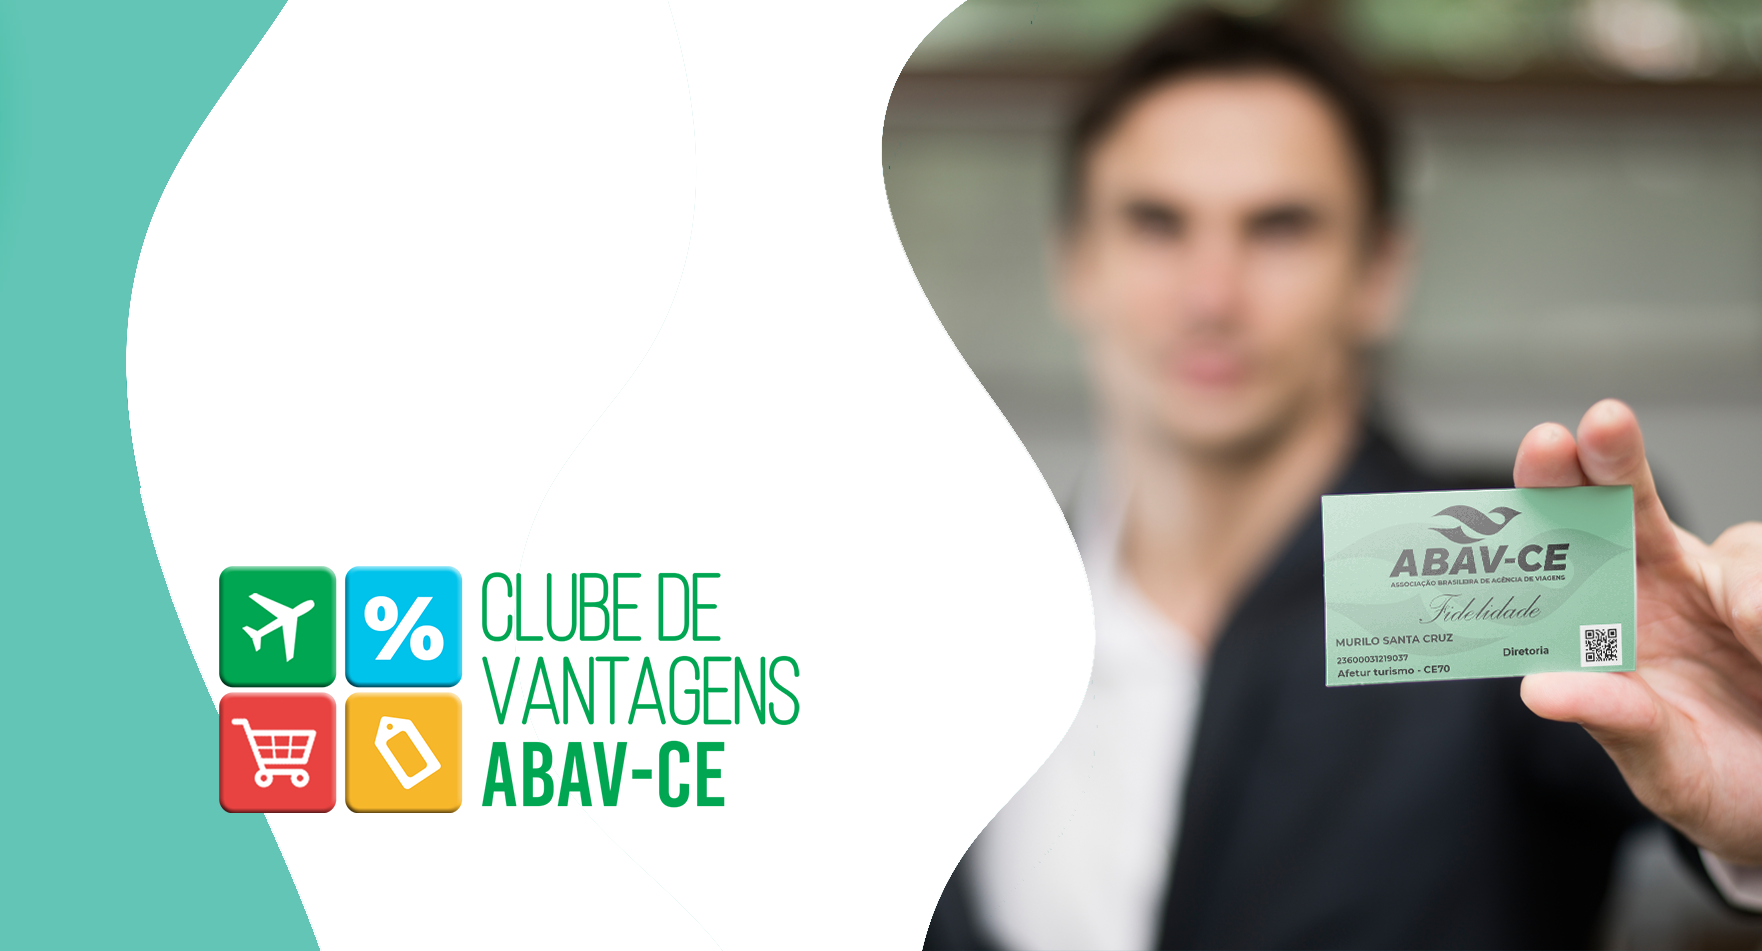 %
CLUBE DE
VANTAGENS
ABAV-CE
ABAV-CE
ASSOCIAÇÃO BRASILEIRA DE AGÊNCIA DE VIAGENS
Fidelidade
MURILO SANTA CRUZ
23600031219037
Diretoria
Afetur turismo - CE70